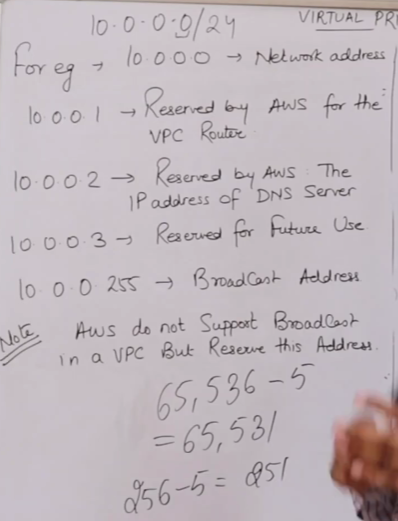 10.0.0.0/24
VIRTUAL PR
For eg → 10.0.0.0 → Network address
10.0.0.1 → Reserved by AWS for the
VPC Router.
10.0.0.2 → Reserved by AWS: The
IP address of DNS Server
10.0.0.3 → Reserved for Future Use
10.0.0.255 → BroadCast Address
Note AWS do not Support BroadCast
in a VPC But Reserve this Address.
65,536-5
=65,531
256-5 = 251